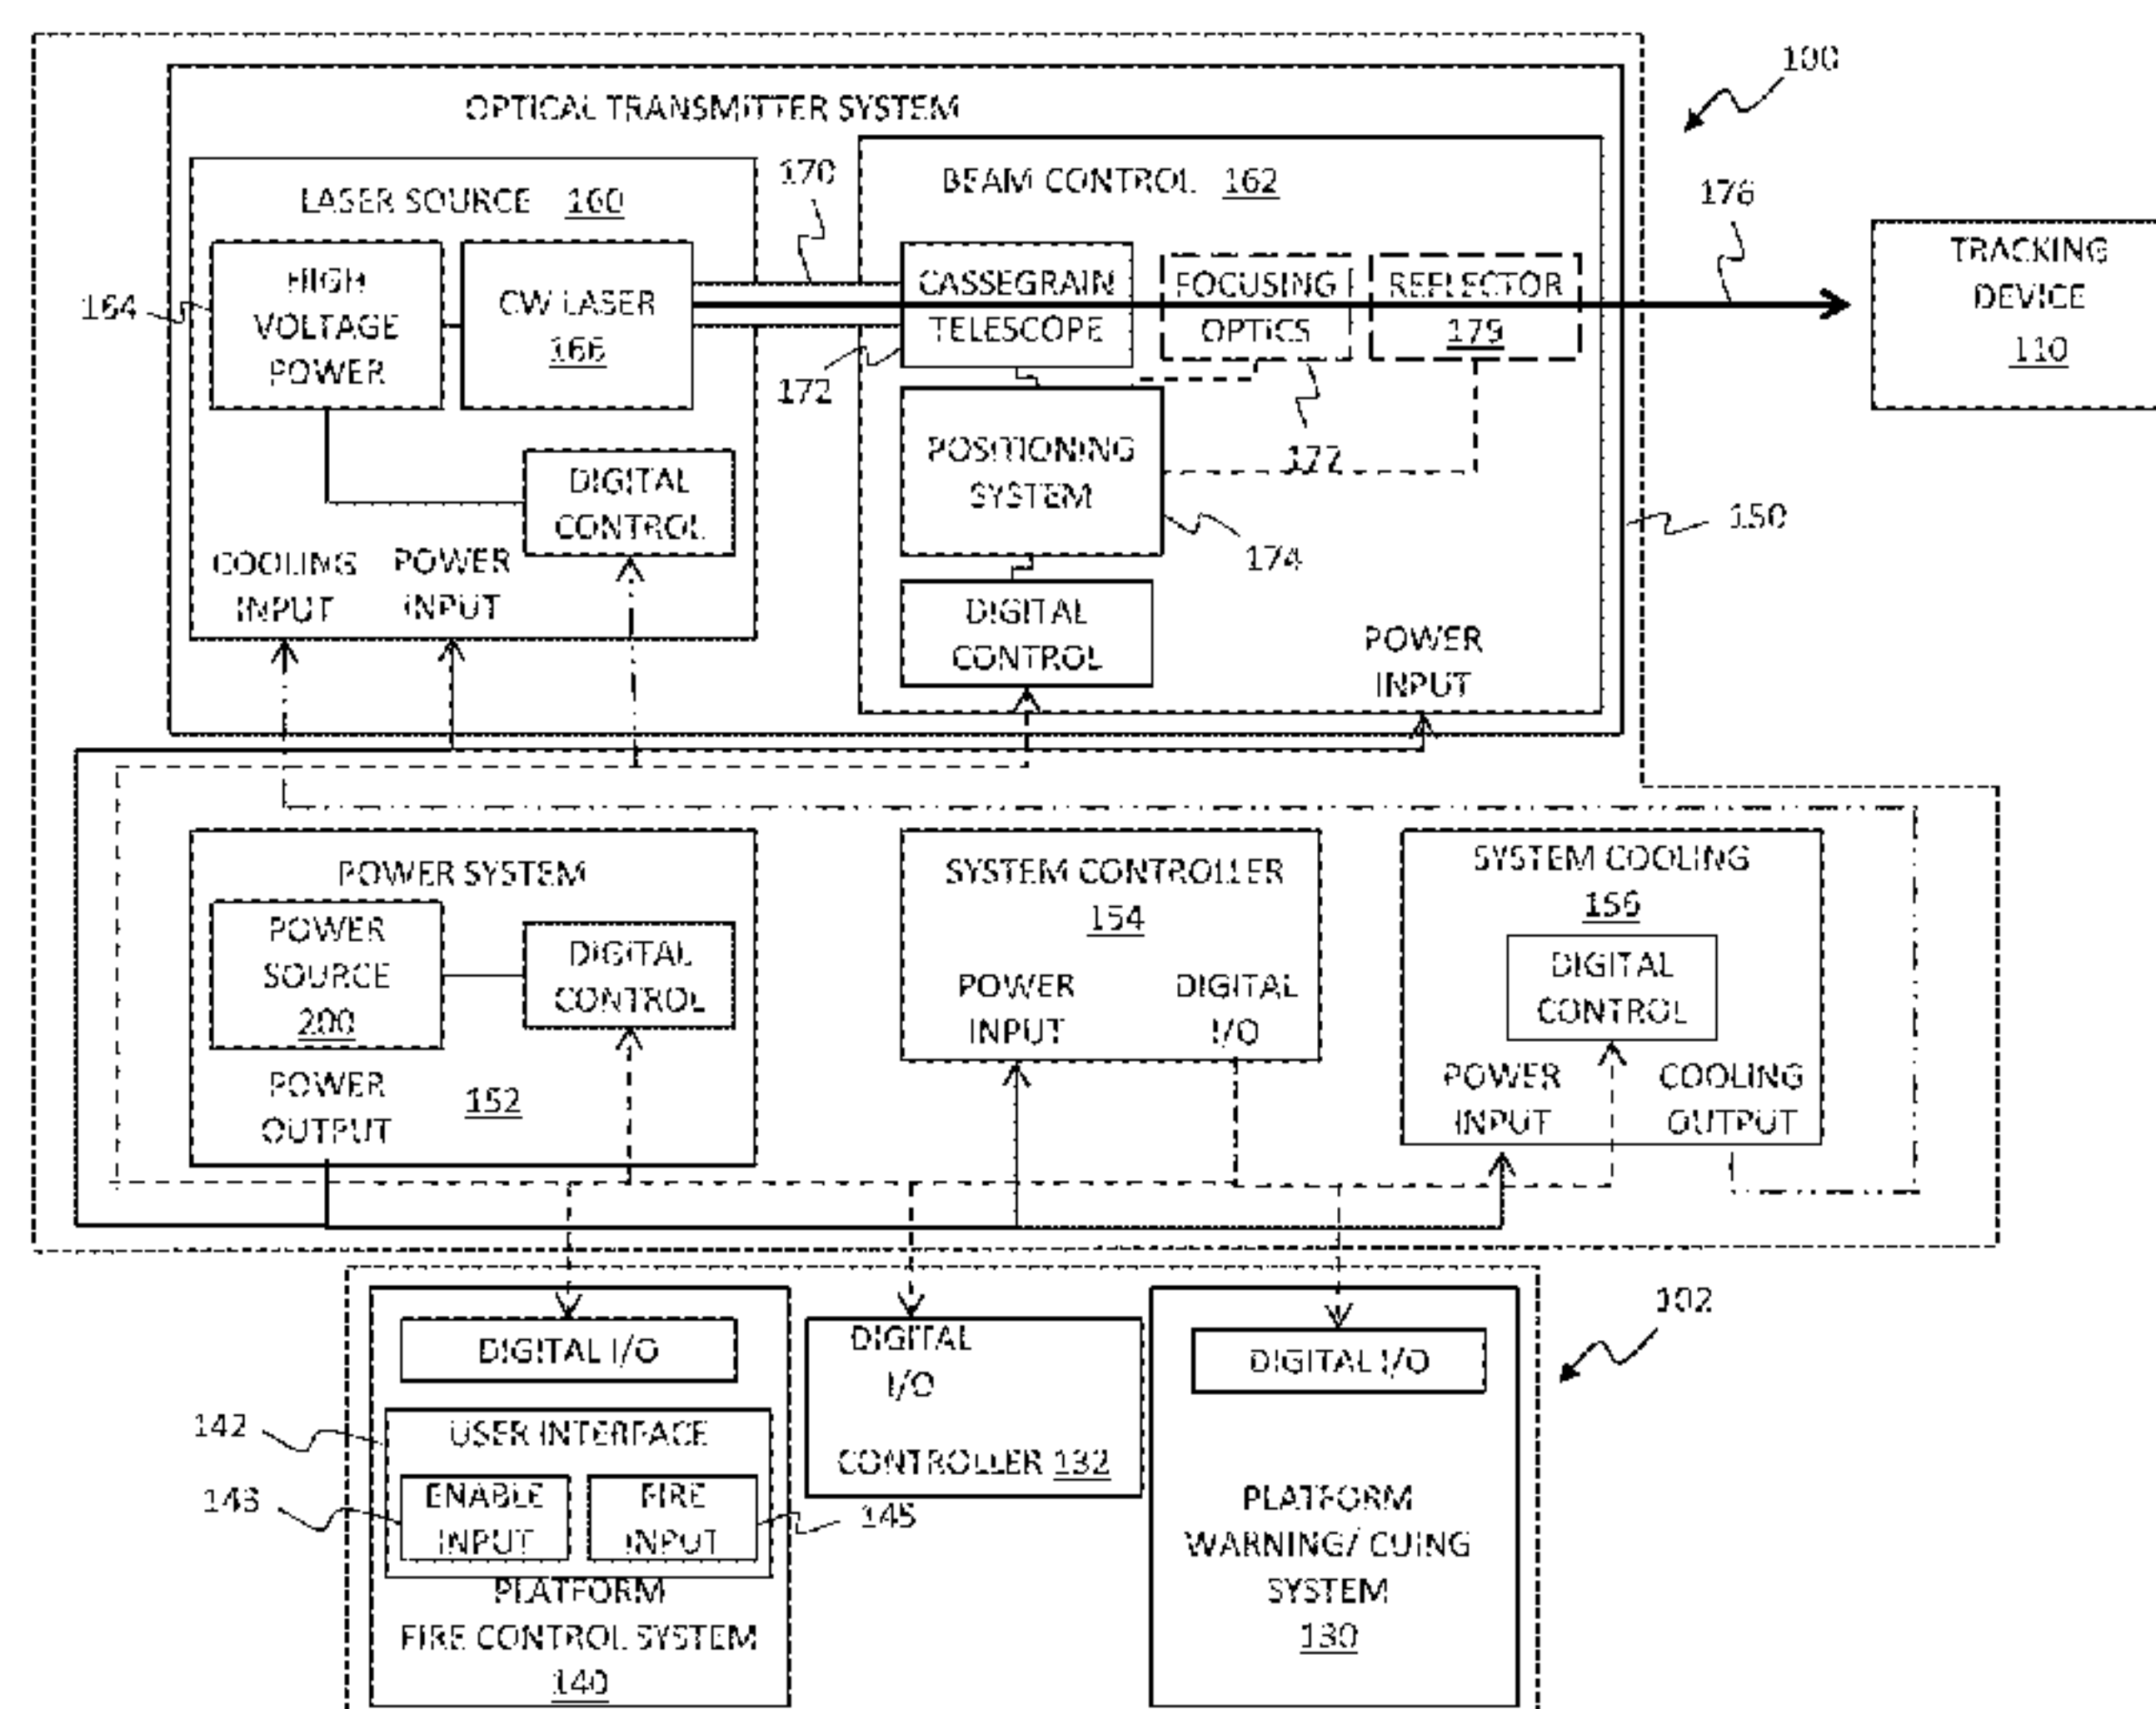 100
OPTICAL TRANSMITTER SYSTEM
170
LASER SOURCE 160
BEAM CONTROL 162
176
164
HIGH
VOLTAGE
POWER
CW LASER
166
CASSEGRAIN
TELESCOPE
FOCUSING
OPTICS
REFLECTOR
179
TRACKING
DEVICE
110
172
177
POSITIONING
SYSTEM
174
150
DIGITAL
CONTROL
COOLING
INPUT
POWER
INPUT
DIGITAL
CONTROL
POWER
INPUT
POWER SYSTEM
POWER
SOURCE
200
DIGITAL
CONTROL
POWER
OUTPUT
152
SYSTEM CONTROLLER
154
POWER
INPUT
DIGITAL
I/O
SYSTEM COOLING
156
DIGITAL
CONTROL
POWER
INPUT
COOLING
OUTPUT
102
DIGITAL I/O
142
USER INTERFACE
143
ENABLE
INPUT
FIRE
INPUT
145
PLATFORM
FIRE CONTROL SYSTEM
140
DIGITAL
I/O
CONTROLLER 132
DIGITAL I/O
PLATFORM
WARNING/ CUING
SYSTEM
130